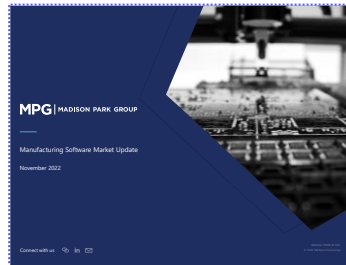 MPG | MADISON PARK GROUP
Manufacturing Software Market Update
November 2022
Connect with us